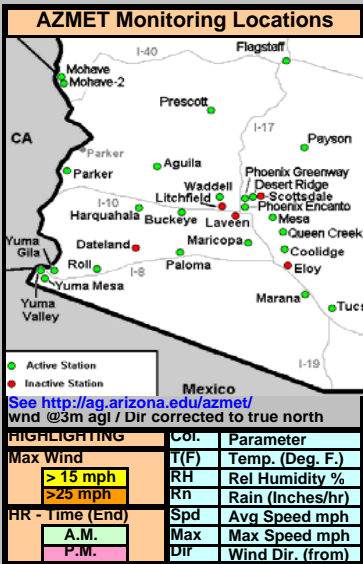 AZMET Monitoring Locations
I-40
Flagstaff
Mohave
Mohave-2
Prescott
I-17
CA
Payson
Parker
Parker
Aguila
Phoenix Greenway
Desert Ridge
Waddell
Litchfield
Scottsdale
I-10
Phoenix Encanto
Harquahala
Buckeye
Laveen
Mesa
Queen Creek
Yuma
Gila
Dateland
Maricopa
Coolidge
Roll
I-8
Paloma
Eloy
Yuma Mesa
Yuma
Valley
Marana
Tucs
I-19
Active Station
Inactive Station
Mexico
See http://ag.arizona.edu/azmet/
wnd @3m agl / Dir corrected to true north
HIGHLIGHTING
Col. Parameter
Max Wind
T(F) Temp. (Deg. F.)
> 15 mph
RH Rel Humidity %
>25 mph
Rn Rain (Inches/hr)
HR - Time (End)
Spd Avg Speed mph
A.M.
Max Max Speed mph
P.M.
Dir Wind Dir. (from)